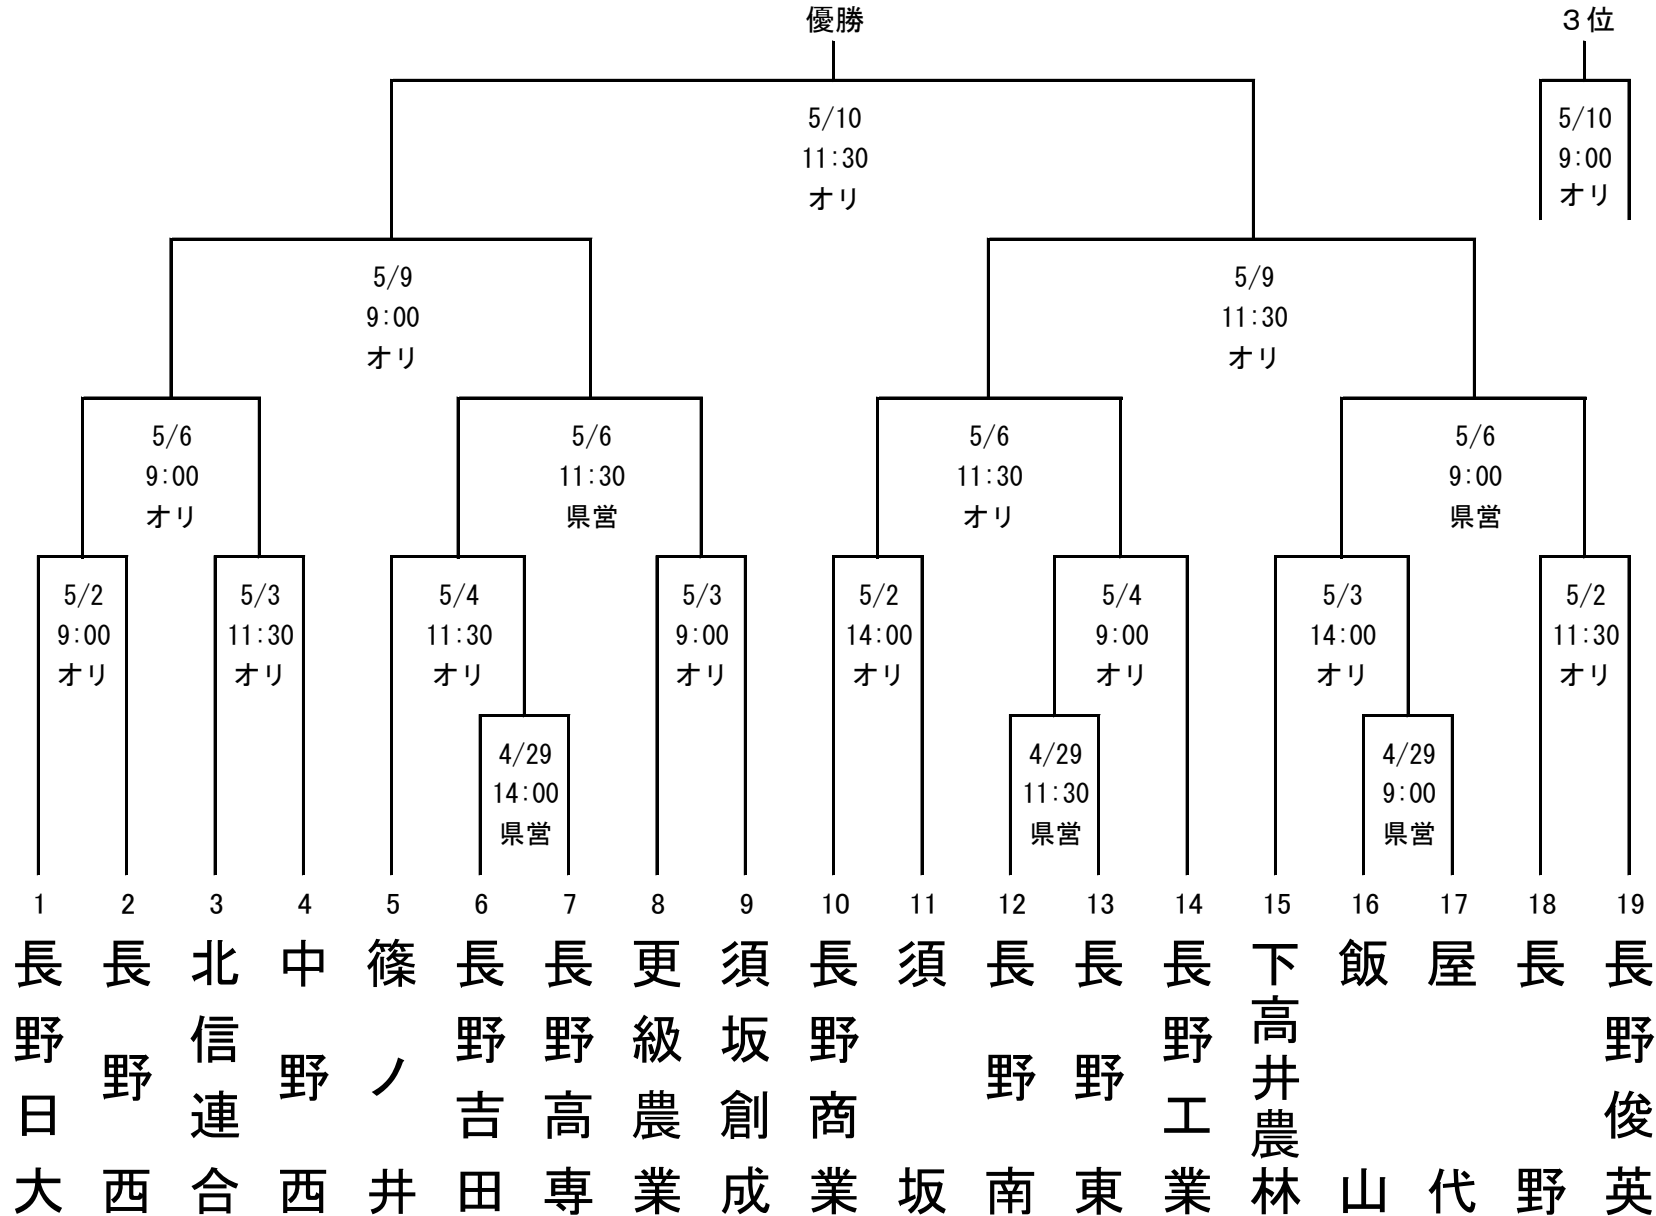 優勝
３位
5/10
11:30
オリ
5/10
9:00
オリ
5/9
9:00
オリ
5/9
11:30
オリ
5/6
9:00
オリ
5/6
11:30
県営
5/6
11:30
オリ
5/6
9:00
県営
5/2
9:00
オリ
5/3
11:30
オリ
5/4
11:30
オリ
5/3
9:00
オリ
5/2
14:00
オリ
5/4
9:00
オリ
5/3
14:00
オリ
5/2
11:30
オリ
4/29
14:00
県営
4/29
11:30
県営
4/29
9:00
県営
1
長野日大
2
長野西
3
北信連合
4
中野西
5
篠ノ井
6
長野吉田
7
長野高専
8
更級農業
9
須坂創成
10
長野商業
11
須坂
12
長野南
13
長野東
14
長野工業
15
下高井農林
16
飯山
17
屋代
18
長野
19
長野俊英